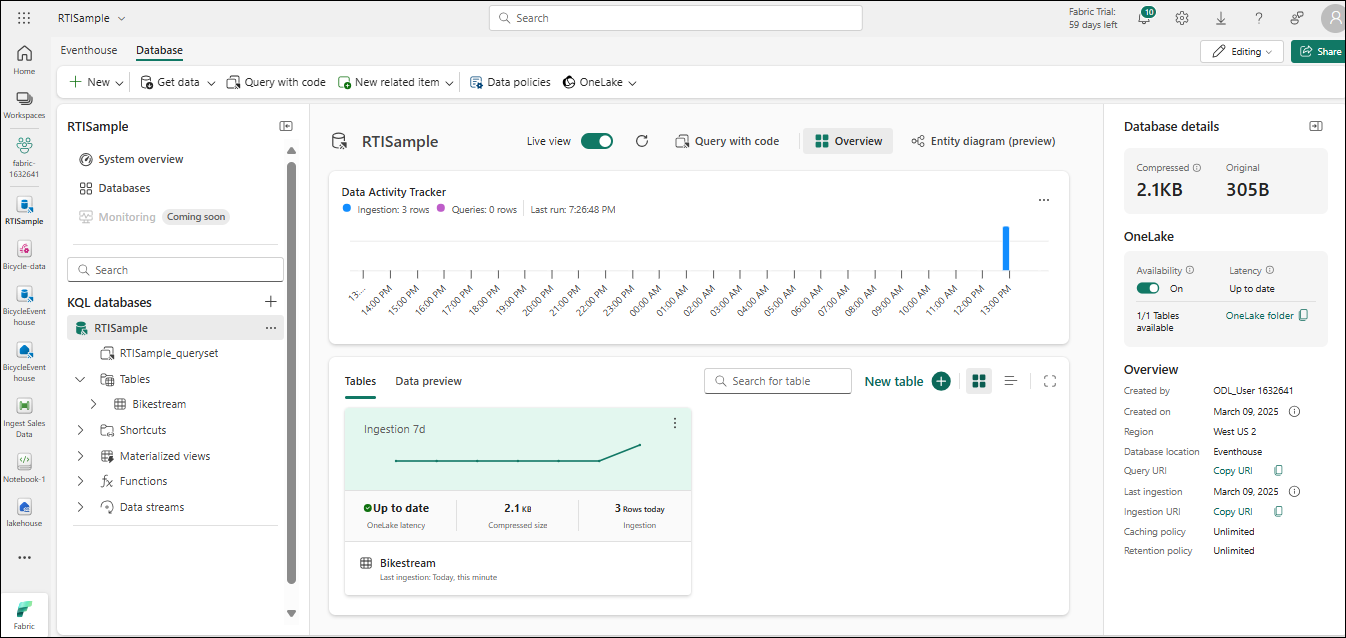 RTISample
Search
Fabric Trial:
59 days left
10
Home
Workspaces
fabric-
1632641
RTISample
Bicycle-data
BicycleEvent
house
BicycleEvent
house
Ingest Sales
Data
Notebook-1
lakehouse
Fabric
Eventhouse
Database
Editing
Share
New
Get data
Query with code
New related item
Data policies
OneLake
RTISample
System overview
Databases
Monitoring
Coming soon
Search
KQL databases
RTISample
RTISample_queryset
Tables
Bikestream
Shortcuts
Materialized views
Functions
Data streams
RTISample
Live view
Query with code
Overview
Entity diagram (preview)
Data Activity Tracker
Ingestion: 3 rows
Queries: 0 rows
Last run: 7:26:48 PM
13:...
14:00 PM
15:00 PM
16:00 PM
17:00 PM
18:00 PM
19:00 PM
20:00 PM
21:00 PM
22:00 PM
23:00 PM
00:00 AM
01:00 AM
02:00 AM
03:00 AM
04:00 AM
05:00 AM
06:00 AM
07:00 AM
08:00 AM
09:00 AM
10:00 AM
11:00 AM
12:00 PM
13:00 PM
Tables
Data preview
Search for table
New table
Ingestion 7d
Up to date
OneLake latency
2.1 KB
Compressed size
3 Rows today
Ingestion
Bikestream
Last ingestion: Today, this minute
Database details
Compressed
Original
2.1KB
305B
OneLake
Availability
Latency
On
Up to date
1/1 Tables
available
OneLake folder
Overview
Created by ODL_User 1632641
Created on March 09, 2025
Region West US 2
Database location Eventhouse
Query URI Copy URI
Last ingestion March 09, 2025
Ingestion URI Copy URI
Caching policy Unlimited
Retention policy Unlimited